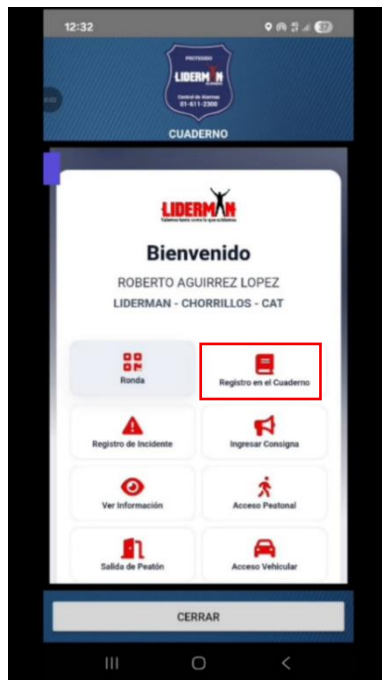 12:32
37
PROTEGIDO
LIDERMAN
Central de Alarmas
01-611-2300
CUADERNO
LIDERMAN
Bienvenido
ROBERTO AGUIRREZ LOPEZ
LIDERMAN - CHORRILLOS - CAT
Ronda
Registro en el Cuaderno
Registro de Incidente
Ingresar Consigna
Ver Información
Acceso Peatonal
Salida de Peatón
Acceso Vehicular
CERRAR